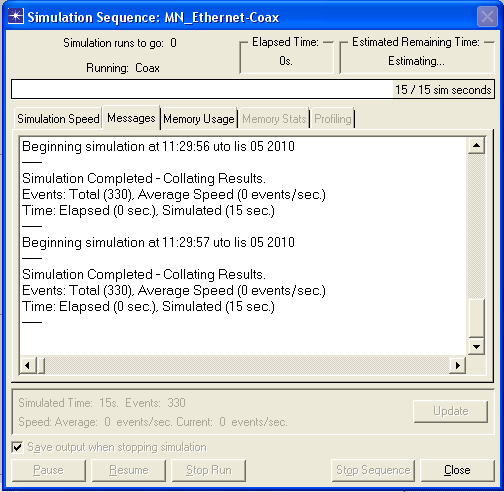 Simulation Sequence: MN_Ethernet-Coax
Simulation runs to go: 0
Running: Coax
Elapsed Time:
0s.
Estimated Remaining Time:
Estimating...
15 / 15 sim seconds
Simulation Speed Messages Memory Usage Memory Stats Profiling
Beginning simulation at 11:29:56 uto lis 05 2010
----
Simulation Completed - Collating Results.
Events: Total (330), Average Speed (0 events/sec.)
Time: Elapsed (0 sec.), Simulated (15 sec.)
----
Beginning simulation at 11:29:57 uto lis 05 2010
----
Simulation Completed - Collating Results.
Events: Total (330), Average Speed (0 events/sec.)
Time: Elapsed (0 sec.), Simulated (15 sec.)
----
Simulated Time: 15s. Events: 330
Speed: Average: 0 events/sec. Current: 0 events/sec.
Update
Save output when stopping simulation
Pause Resume Stop Run Stop Sequence Close